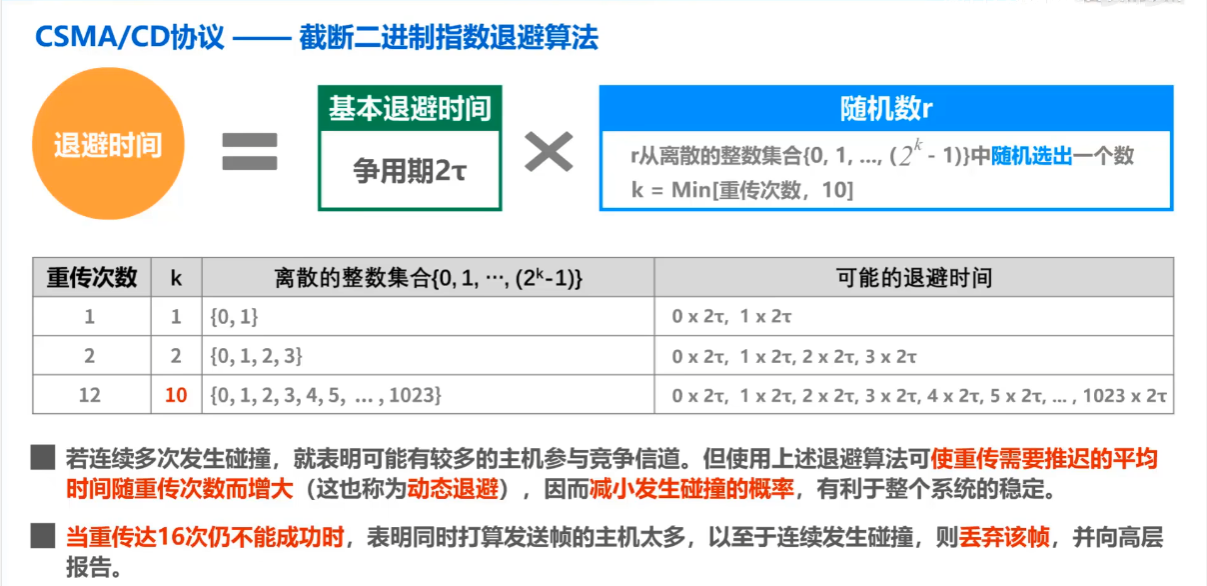 CSMA/CD协议 —— 截断二进制指数退避算法
退避时间
=
基本退避时间
争用期2τ
×
随机数r
r从离散的整数集合{0, 1, ..., (2^k - 1)}中随机选出一个数
k = Min[重传次数，10]
重传次数 k 离散的整数集合{0, 1, ···, (2ᵏ-1)} 可能的退避时间
1 1 {0, 1} 0 x 2τ, 1 x 2τ
2 2 {0, 1, 2, 3} 0 x 2τ, 1 x 2τ, 2 x 2τ, 3 x 2τ
12 10 {0, 1, 2, 3, 4, 5, ... , 1023} 0 x 2τ, 1 x 2τ, 2 x 2τ, 3 x 2τ, 4 x 2τ, 5 x 2τ, ... , 1023 x 2τ
若连续多次发生碰撞，就表明可能有较多的主机参与竞争信道。但使用上述退避算法可使重传需要推迟的平均
时间随重传次数而增大（这也称为动态退避），因而减小发生碰撞的概率，有利于整个系统的稳定。
当重传达16次仍不能成功时，表明同时打算发送帧的主机太多，以至于连续发生碰撞，则丢弃该帧，并向高层
报告。